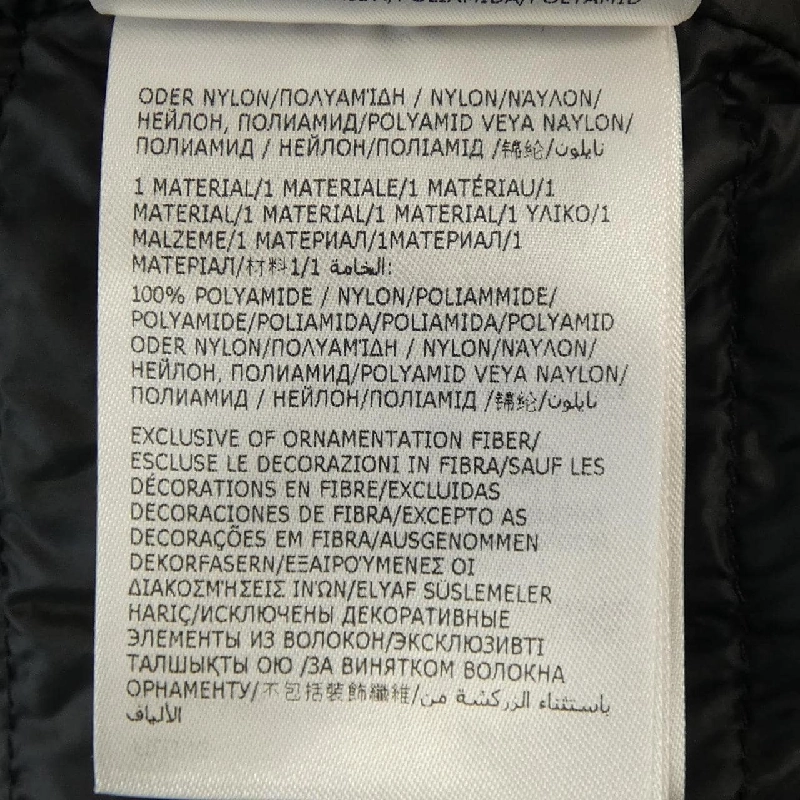 POLIAMIDA/POLYAMID
ODER NYLON/ΠΟΛΥΑΜΊΔΗ / NYLON/ΝΆΥΛΟΝ/
НЕЙЛОН, ПОЛИАМИД/POLYAMID VEYA NAYLON/
ПОЛИАМИД / НЕЙЛОН/ПОЛІАМІД /锦纶/نايلون
1 MATERIAL/1 MATERIALE/1 MATÉRIAU/1
MATERIAL/1 MATERIAL/1 MATERIAL/1 ΥΛΙΚΟ/1
MALZEME/1 МАТЕРИАЛ/1МАТЕРИАЛ/1
МАТЕРІАЛ/材料1/1 الخامة:
100% POLYAMIDE / NYLON/POLIAMMIDE/
POLYAMIDE/POLIAMIDA/POLIAMIDA/POLYAMID
ODER NYLON/ΠΟΛΥΑΜΊΔΗ / NYLON/ΝΆΥΛΟΝ/
НЕЙЛОН, ПОЛИАМИД/POLYAMID VEYA NAYLON/
ПОЛИАМИД / НЕЙЛОН/ПОЛІАМІД /锦纶/نايلون
EXCLUSIVE OF ORNAMENTATION FIBER/
ESCLUSE LE DECORAZIONI IN FIBRA/SAUF LES
DÉCORATIONS EN FIBRE/EXCLUIDAS
DECORACIONES DE FIBRA/EXCEPTO AS
DECORAÇÕES EM FIBRA/AUSGENOMMEN
DEKORFASERN/ΕΞΑΙΡΟΎΜΕΝΕΣ ΟΙ
ΔΙΑΚΟΣΜΉΣΕΙΣ ΙΝΏΝ/ELYAF SÜSLEMELER
HARİÇ/ИСКЛЮЧЕНЫ ДЕКОРАТИВНЫЕ
ЭЛЕМЕНТЫ ИЗ ВОЛОКОН/ЭКСКЛЮЗИВТІ
ТАЛШЫҚТЫ ОЮ /ЗА ВИНЯТКОМ ВОЛОКНА
ОРНАМЕНТУ/不包括裝飾纖維/باستثناء الزركشة من
الألياف